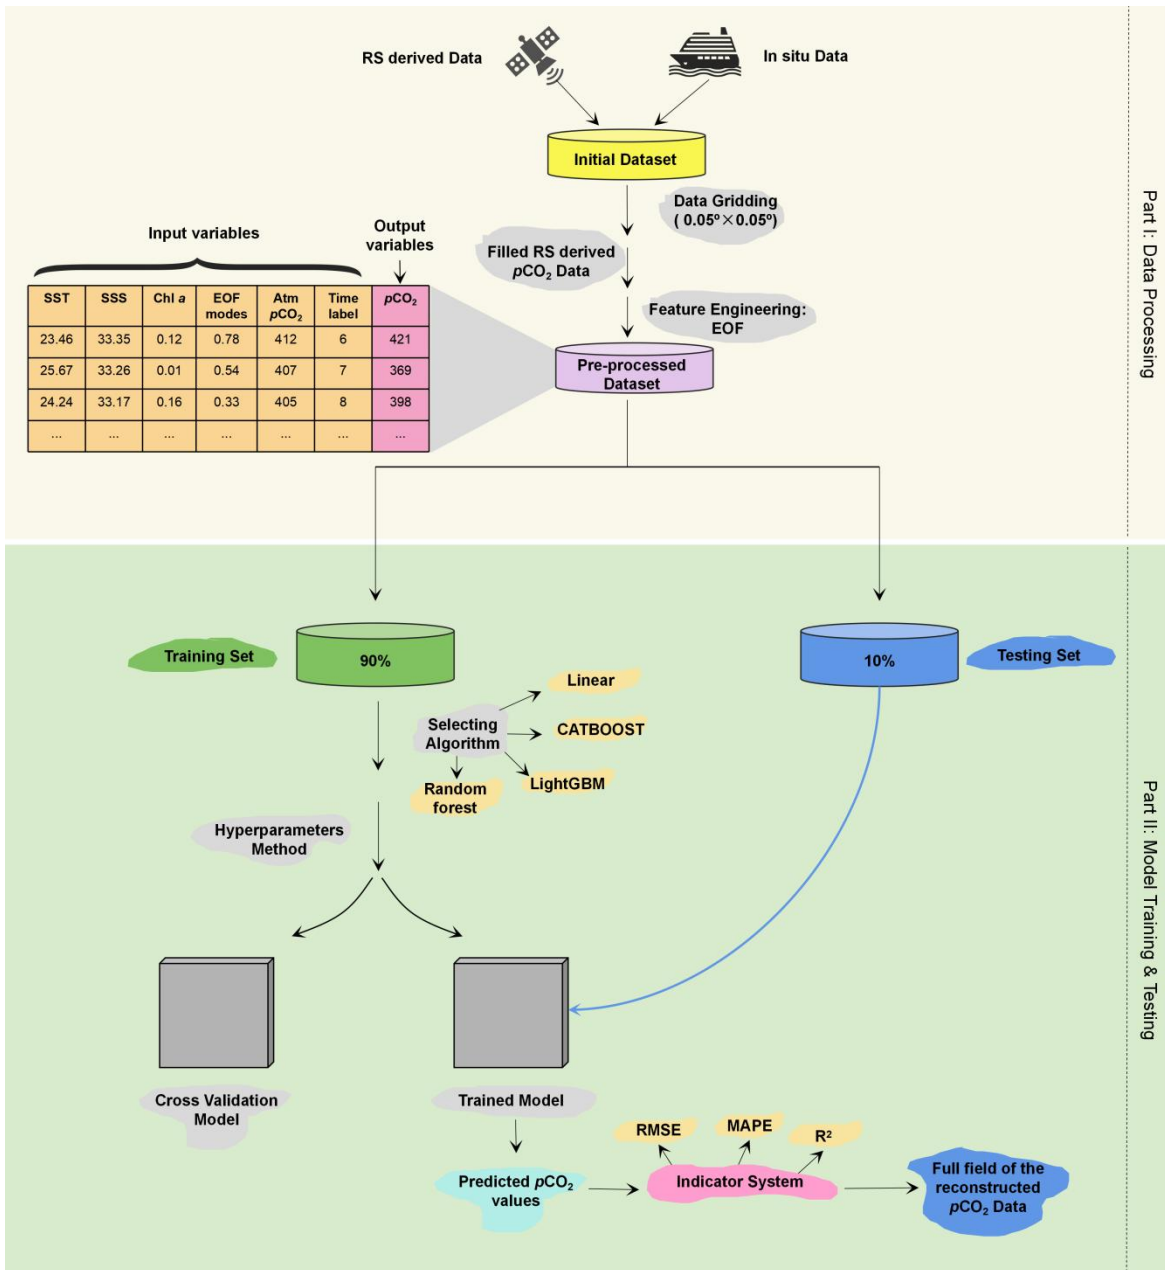 RS derived Data
In situ Data
Initial Dataset
Data Gridding
( 0.05º×0.05º)
Filled RS derived
pCO₂ Data
Feature Engineering:
EOF
Pre-processed
Dataset
Input variables
Output
variables
SST SSS Chl a EOF modes Atm pCO₂ Time label pCO₂
23.46 33.35 0.12 0.78 412 6 421
25.67 33.26 0.01 0.54 407 7 369
24.24 33.17 0.16 0.33 405 8 398
... ... ... ... ... ... ...
Part I: Data Processing
Training Set
90%
10%
Testing Set
Selecting
Algorithm
Linear
CATBOOST
LightGBM
Random
forest
Hyperparameters
Method
Cross Validation
Model
Trained Model
Predicted pCO₂
values
Indicator System
RMSE
MAPE
R²
Full field of the
reconstructed
pCO₂ Data
Part II: Model Training & Testing